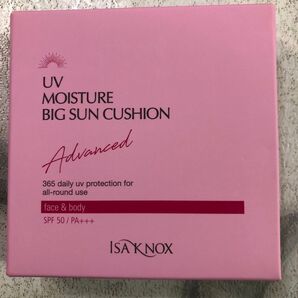 UV
MOISTURE
BIG SUN CUSHION
Advanced
365 daily uv protection for
all-round use
face & body
SPF 50 / PA+++
ISA KNOX